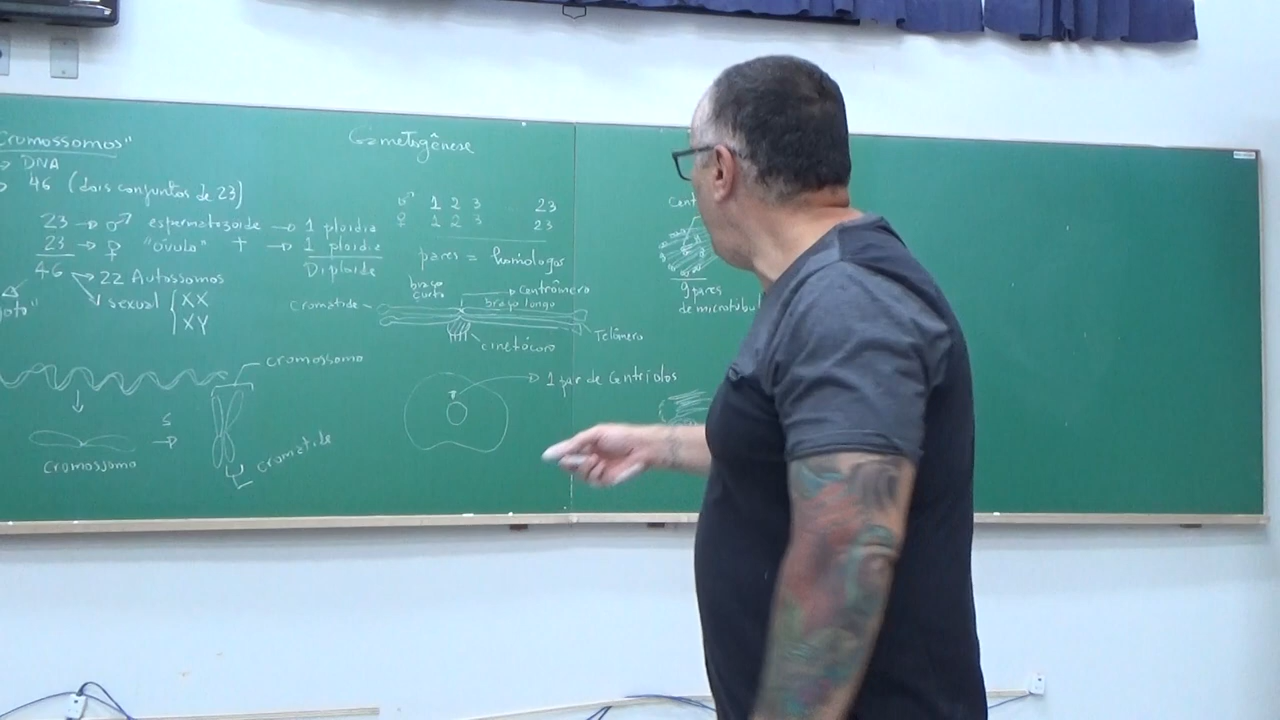 Cromossomos"
→ DNA
46 (dois conjuntos de 23)
23 → ♂ espermatozoide → 1 ploidia
23 → ♀ "óvulo" + → 1 ploidia
46 Diploide
→ 22 Autossomos
→ sexual { XX
XY
cromossomo
S
cromossomo
cromatide
Gametogênese
♂ 1 2 3 23
♀ 1 2 3 23
pares = homólogos
braço curto
→ centrômero
cromatide
braço longo
Telômero
cinetócoro
→ 1 par de Centríolos
Cent
9 pares
de microtúbul